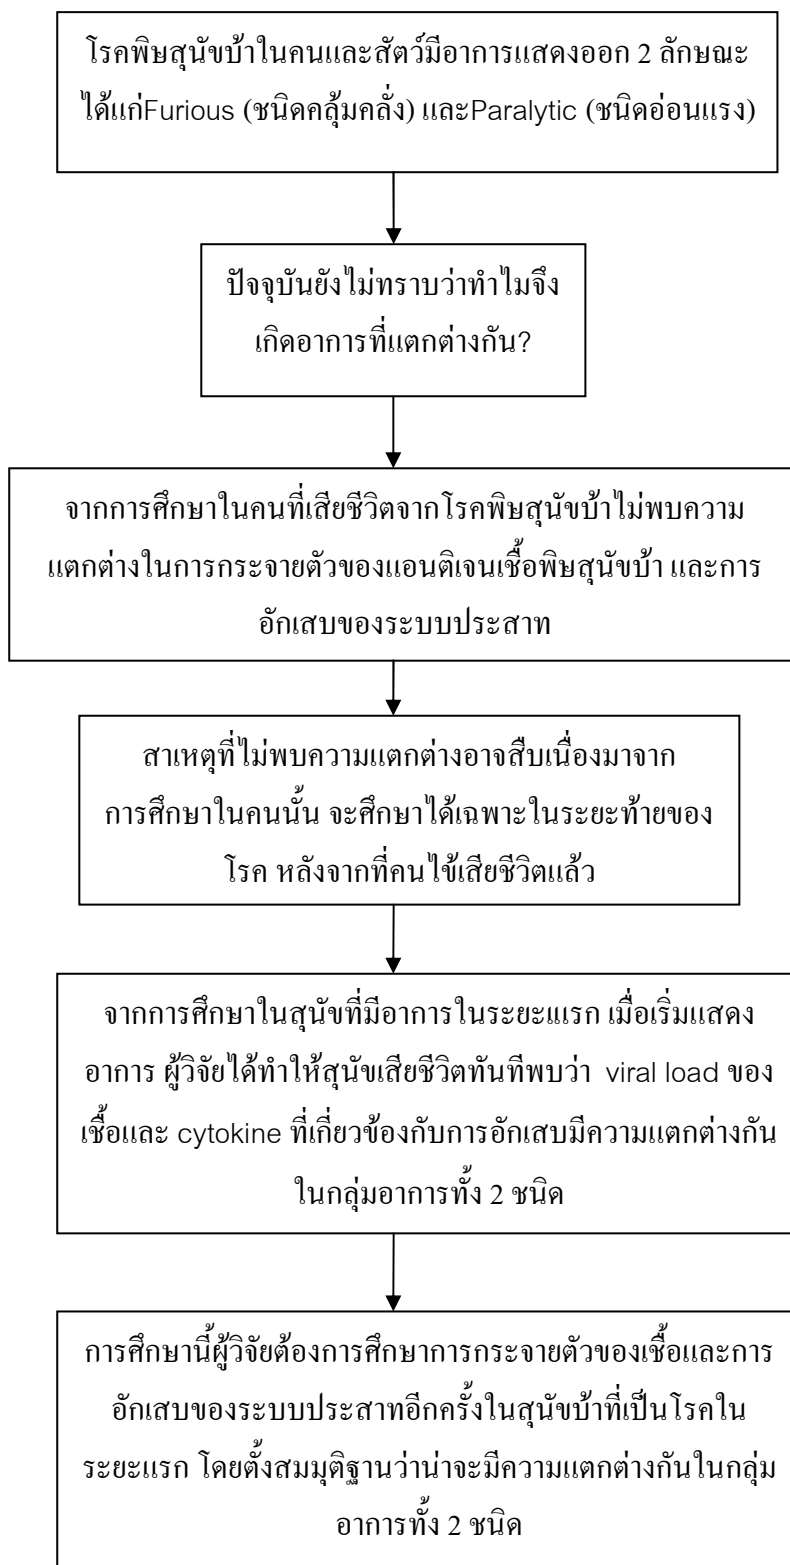 โรคพิษสุนัขบ้าในคนและสัตว์มีอาการแสดงออก 2 ลักษณะ
ได้แก่Furious (ชนิดคลุ้มคลั่ง) และParalytic (ชนิดอ่อนแรง)
ปัจจุบันยังไม่ทราบว่าทำไมจึง
เกิดอาการที่แตกต่างกัน?
จากการศึกษาในคนที่เสียชีวิตจากโรคพิษสุนัขบ้าไม่พบความ
แตกต่างในการกระจายตัวของแอนติเจนเชื้อพิษสุนัขบ้า และการ
อักเสบของระบบประสาท
สาเหตุที่ไม่พบความแตกต่างอาจสืบเนื่องมาจาก
การศึกษาในคนนั้น จะศึกษาได้เฉพาะในระยะท้ายของ
โรค หลังจากที่คนไข้เสียชีวิตแล้ว
จากการศึกษาในสุนัขที่มีอาการในระยะแรก เมื่อเริ่มแสดง
อาการ ผู้วิจัยได้ทำให้สุนัขเสียชีวิตทันทีพบว่า viral load ของ
เชื้อและ cytokine ที่เกี่ยวข้องกับการอักเสบมีความแตกต่างกัน
ในกลุ่มอาการทั้ง 2 ชนิด
การศึกษานี้ผู้วิจัยต้องการศึกษาการกระจายตัวของเชื้อและการ
อักเสบของระบบประสาทอีกครั้งในสุนัขบ้าที่เป็นโรคใน
ระยะแรก โดยตั้งสมมุติฐานว่าน่าจะมีความแตกต่างกันในกลุ่ม
อาการทั้ง 2 ชนิด